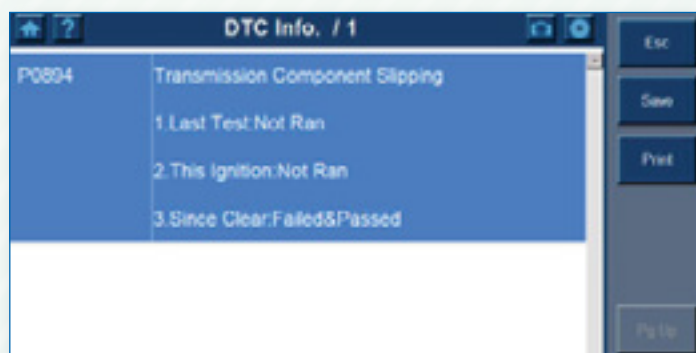 DTC Info. / 1
Esc
P0894 Transmission Component Slipping
Save
1.Last Test:Not Ran
Print
2.This Ignition:Not Ran
3.Since Clear:Failed&Passed
Pg Up